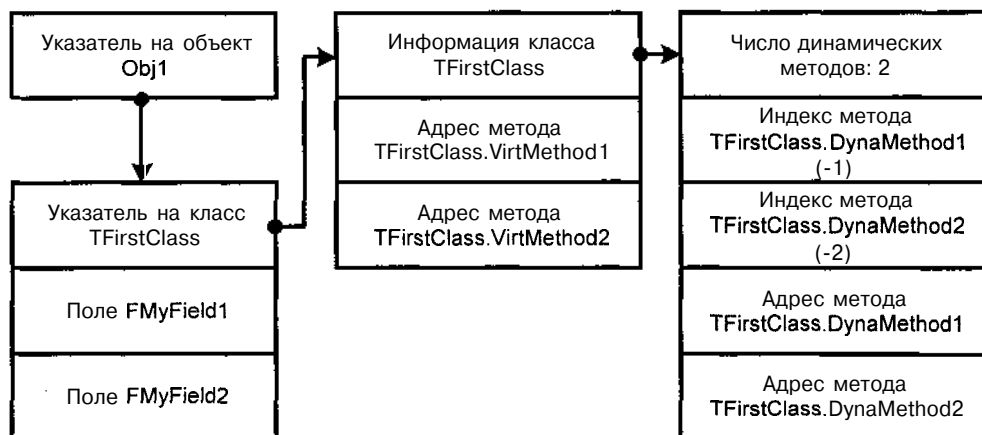 Указатель на объект
Obj1
Указатель на класс
TFirstClass
Поле FMyField1
Поле FMyField2
Информация класса
TFirstClass
Адрес метода
TFirstClass.VirtMethod1
Адрес метода
TFirstClass.VirtMethod2
Число динамических
методов: 2
Индекс метода
TFirstClass.DynaMethod1
(-1)
Индекс метода
TFirstClass.DynaMethod2
(-2)
Адрес метода
TFirstClass.DynaMethod1
Адрес метода
TFirstClass.DynaMethod2